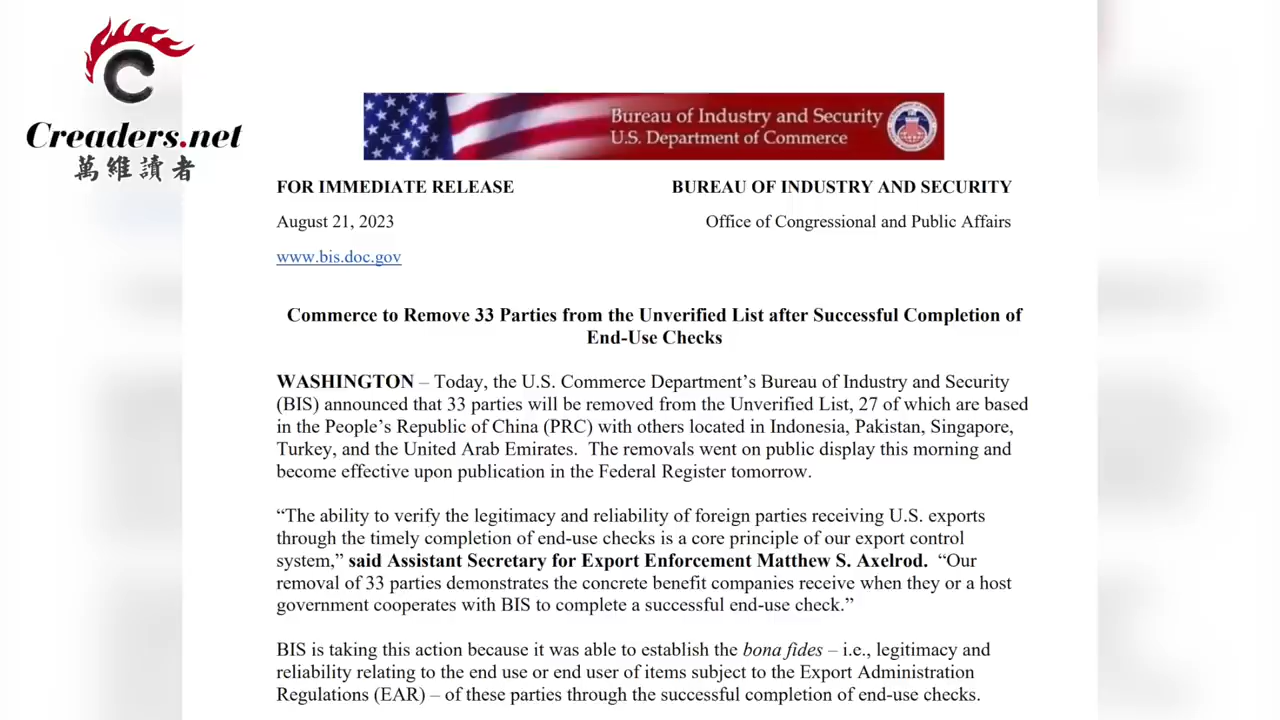 Creaders.net
萬維讀者
Bureau of Industry and Security
U.S. Department of Commerce
FOR IMMEDIATE RELEASE
BUREAU OF INDUSTRY AND SECURITY
August 21, 2023
Office of Congressional and Public Affairs
www.bis.doc.gov
Commerce to Remove 33 Parties from the Unverified List after Successful Completion of
End-Use Checks
WASHINGTON – Today, the U.S. Commerce Department’s Bureau of Industry and Security
(BIS) announced that 33 parties will be removed from the Unverified List, 27 of which are based
in the People’s Republic of China (PRC) with others located in Indonesia, Pakistan, Singapore,
Turkey, and the United Arab Emirates.  The removals went on public display this morning and
become effective upon publication in the Federal Register tomorrow.
“The ability to verify the legitimacy and reliability of foreign parties receiving U.S. exports
through the timely completion of end-use checks is a core principle of our export control
system,” said Assistant Secretary for Export Enforcement Matthew S. Axelrod.  “Our
removal of 33 parties demonstrates the concrete benefit companies receive when they or a host
government cooperates with BIS to complete a successful end-use check.”
BIS is taking this action because it was able to establish the bona fides – i.e., legitimacy and
reliability relating to the end use or end user of items subject to the Export Administration
Regulations (EAR) – of these parties through the successful completion of end-use checks.